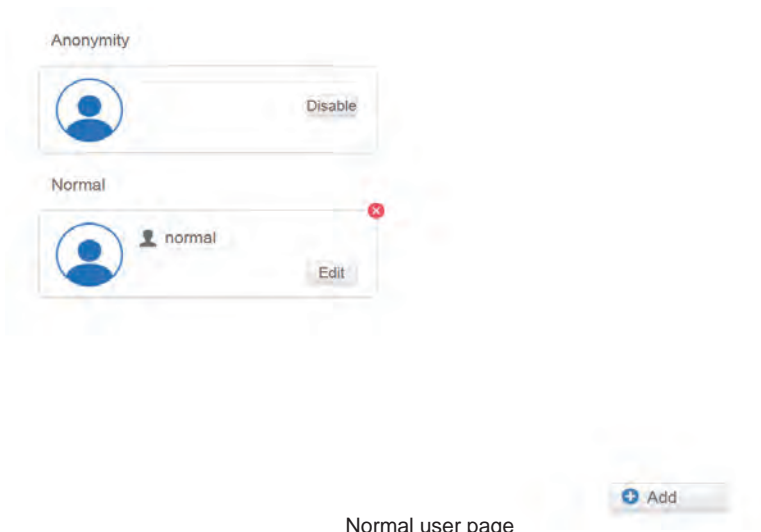 Anonymity
Disable
Normal
normal
Edit
Add
Normal user page